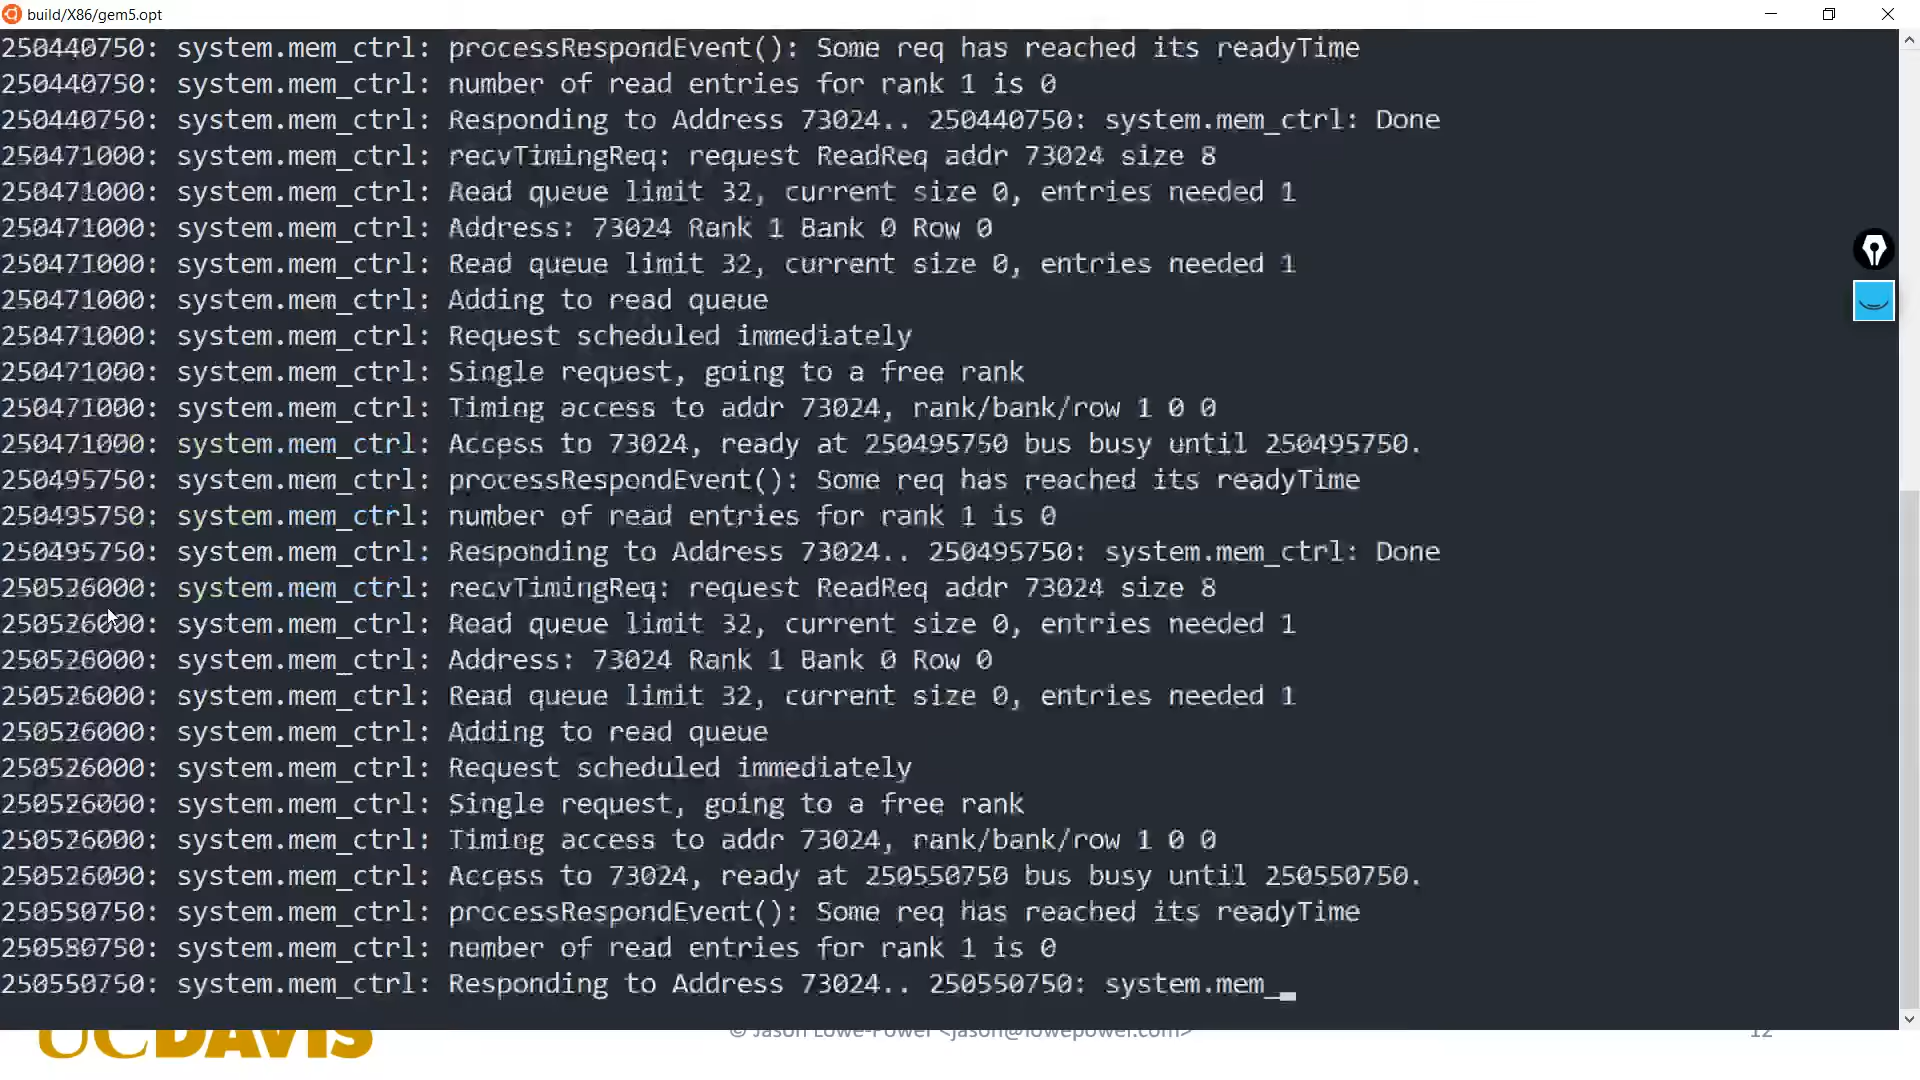 build/X86/gem5.opt
250440750: system.mem_ctrl: processRespondEvent(): Some req has reached its readyTime
250440750: system.mem_ctrl: number of read entries for rank 1 is 0
250440750: system.mem_ctrl: Responding to Address 73024.. 250440750: system.mem_ctrl: Done
250471000: system.mem_ctrl: recvTimingReq: request ReadReq addr 73024 size 8
250471000: system.mem_ctrl: Read queue limit 32, current size 0, entries needed 1
250471000: system.mem_ctrl: Address: 73024 Rank 1 Bank 0 Row 0
250471000: system.mem_ctrl: Read queue limit 32, current size 0, entries needed 1
250471000: system.mem_ctrl: Adding to read queue
250471000: system.mem_ctrl: Request scheduled immediately
250471000: system.mem_ctrl: Single request, going to a free rank
250471000: system.mem_ctrl: Timing access to addr 73024, rank/bank/row 1 0 0
250471000: system.mem_ctrl: Access to 73024, ready at 250495750 bus busy until 250495750.
250495750: system.mem_ctrl: processRespondEvent(): Some req has reached its readyTime
250495750: system.mem_ctrl: number of read entries for rank 1 is 0
250495750: system.mem_ctrl: Responding to Address 73024.. 250495750: system.mem_ctrl: Done
250526000: system.mem_ctrl: recvTimingReq: request ReadReq addr 73024 size 8
250526000: system.mem_ctrl: Read queue limit 32, current size 0, entries needed 1
250526000: system.mem_ctrl: Address: 73024 Rank 1 Bank 0 Row 0
250526000: system.mem_ctrl: Read queue limit 32, current size 0, entries needed 1
250526000: system.mem_ctrl: Adding to read queue
250526000: system.mem_ctrl: Request scheduled immediately
250526000: system.mem_ctrl: Single request, going to a free rank
250526000: system.mem_ctrl: Timing access to addr 73024, rank/bank/row 1 0 0
250526000: system.mem_ctrl: Access to 73024, ready at 250550750 bus busy until 250550750.
250550750: system.mem_ctrl: processRespondEvent(): Some req has reached its readyTime
250550750: system.mem_ctrl: number of read entries for rank 1 is 0
250550750: system.mem_ctrl: Responding to Address 73024.. 250550750: system.mem_
UCDAVIS
© Jason Lowe-Power <jason@lowepower.com>
12